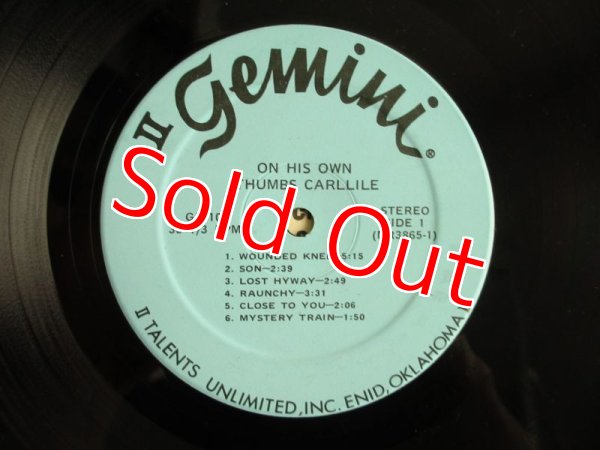 II Gemini ®
ON HIS OWN
THUMBS CARLLILE
STEREO
SIDE 1
1. WOUNDED KNEE—5:15
2. SON—2:39
3. LOST HYWAY—2:49
4. RAUNCHY—3:31
5. CLOSE TO YOU—2:06
6. MYSTERY TRAIN—1:50
II TALENTS UNLIMITED, INC. ENID, OKLAHOMA
Sold Out